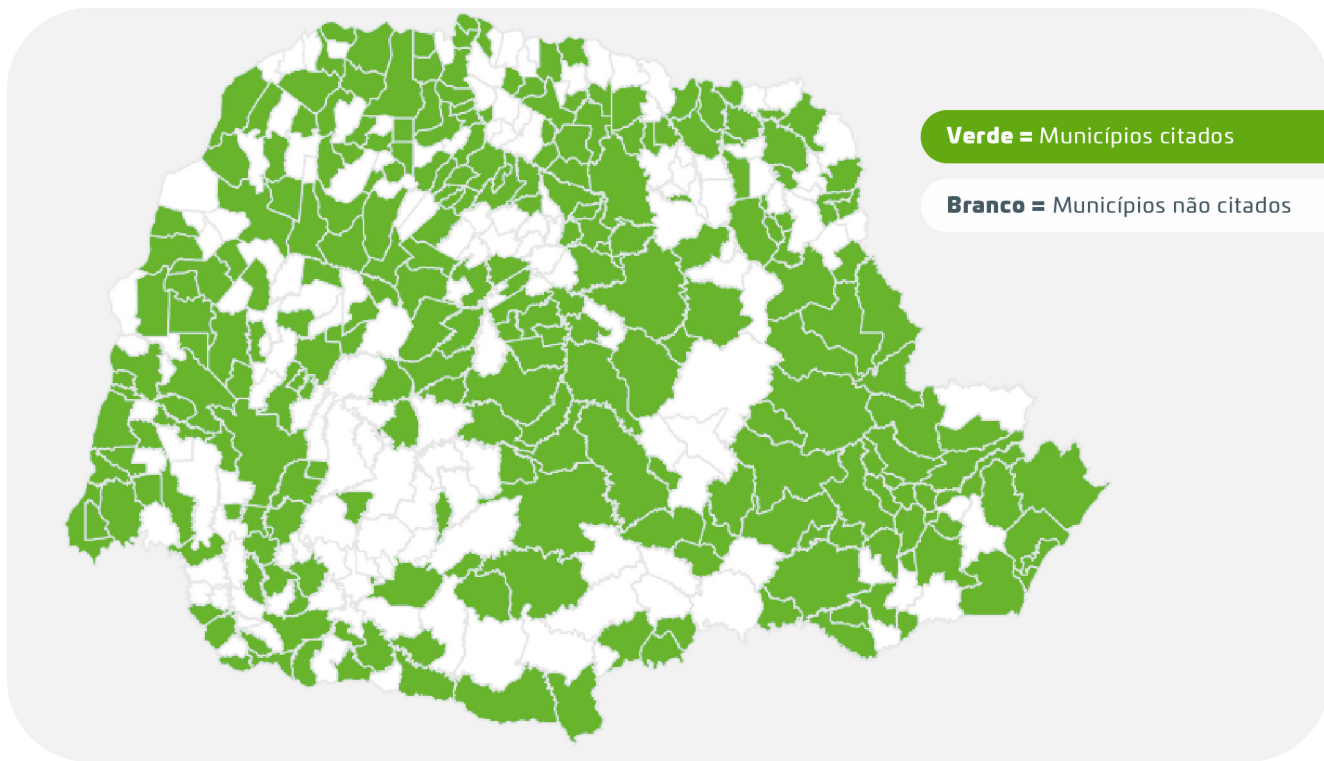 Verde = Municípios citados
Branco = Municípios não citados